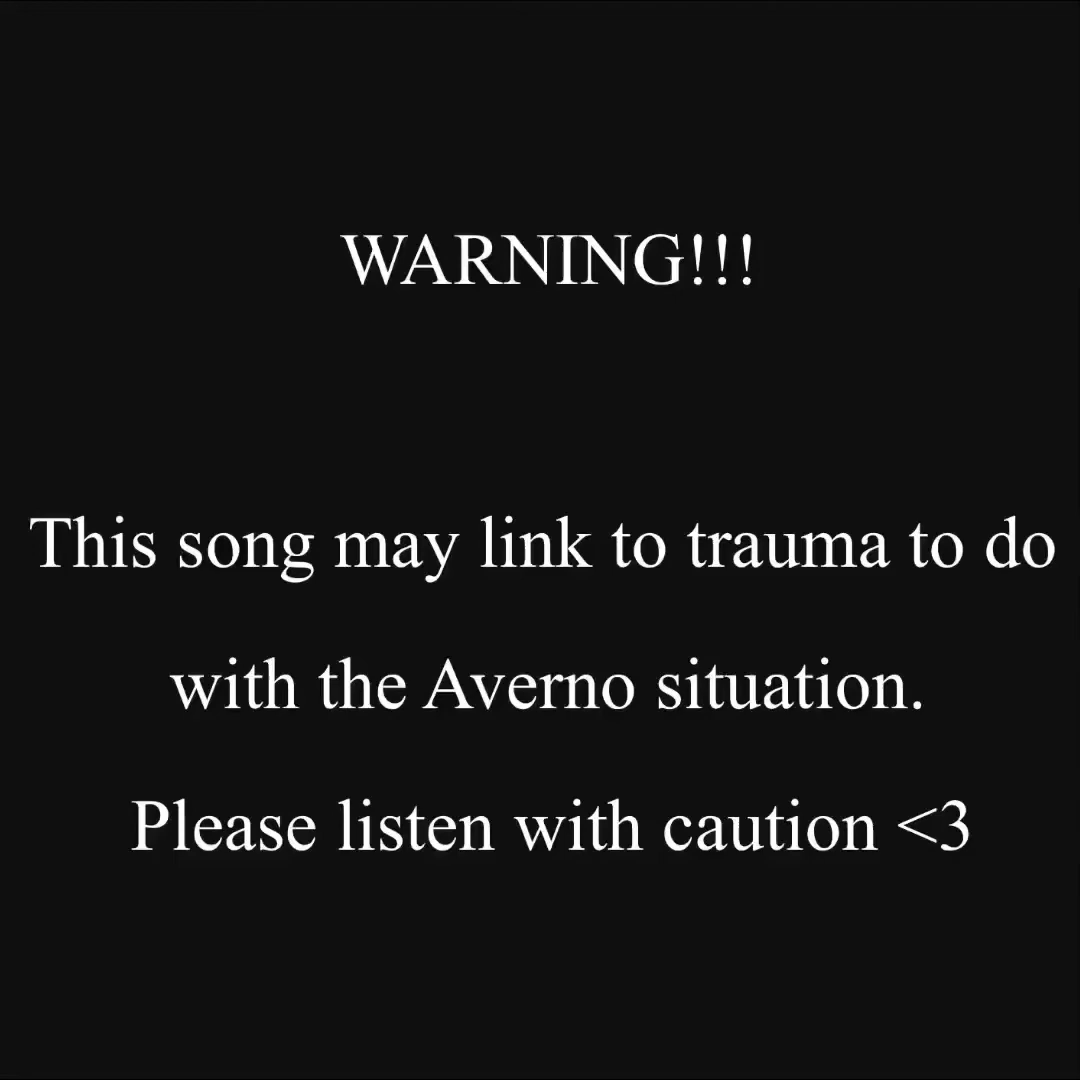 WARNING!!!
This song may link to trauma to do
with the Averno situation.
Please listen with caution <3